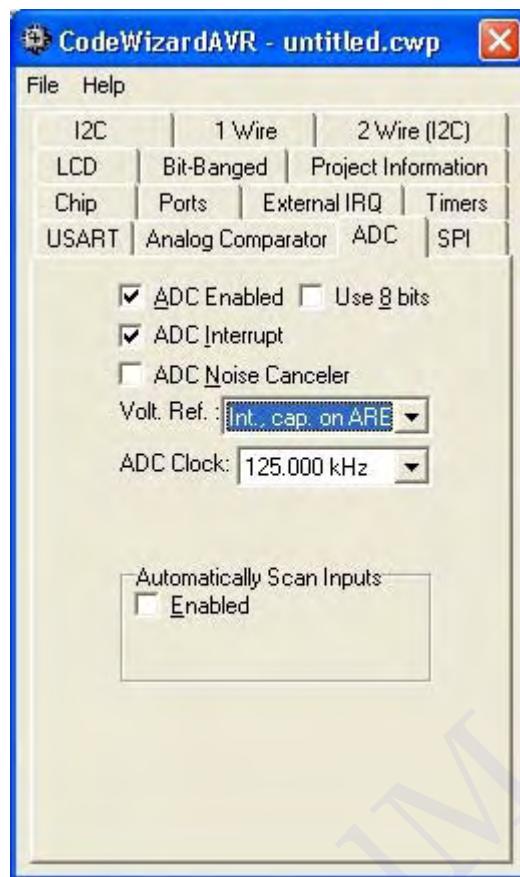 CodeWizardAVR - untitled.cwp
File Help
I2C 1 Wire 2 Wire (I2C)
LCD Bit-Banged Project Information
Chip Ports External IRQ Timers
USART Analog Comparator ADC SPI
ADC Enabled Use 8 bits
ADC Interrupt
ADC Noise Canceler
Volt. Ref. : Int., cap. on ARE
ADC Clock: 125.000 kHz
Automatically Scan Inputs
Enabled